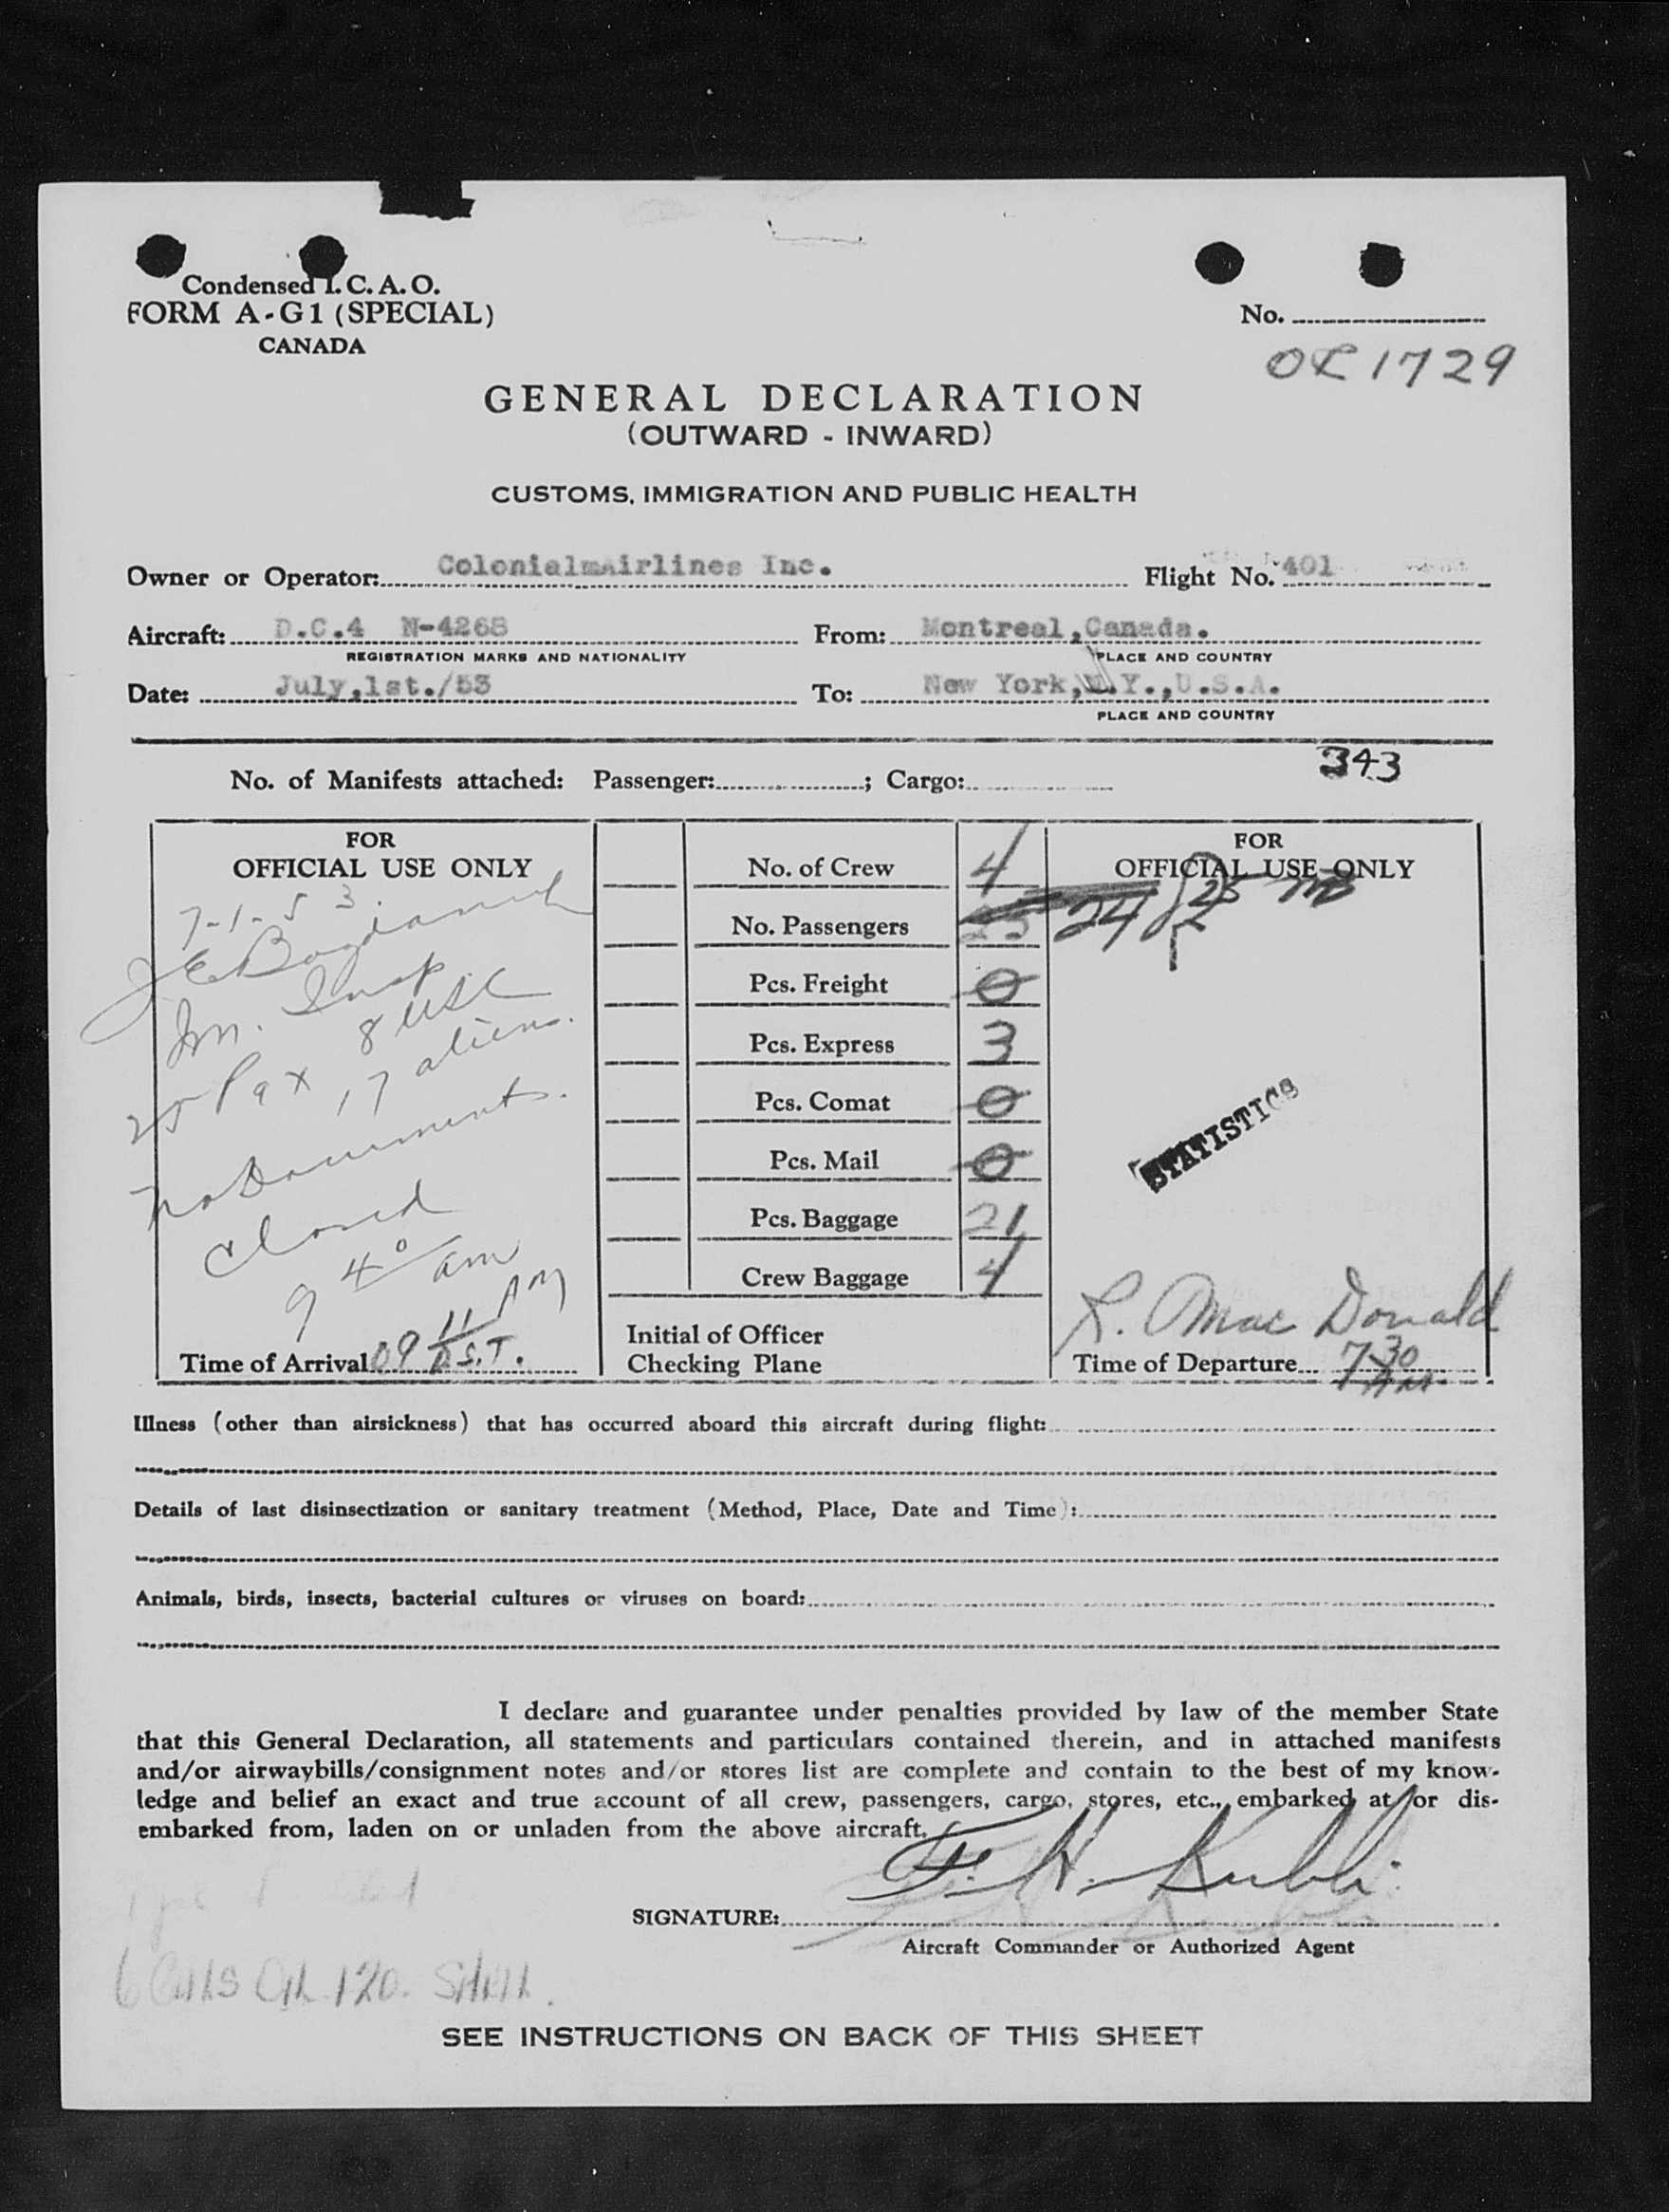 Condensed I.C.A.O.
FORM A-G1 (SPECIAL)
CANADA
No.
1729
GENERAL DECLARATION
(OUTWARD - INWARD)
CUSTOMS, IMMIGRATION AND PUBLIC HEALTH
Owner or Operator: ColonialmAirlines Inc. Flight No. 401
Aircraft: D.C.4 N-4268 From: Montreal,Canada.
REGISTRATION MARKS AND NATIONALITY PLACE AND COUNTRY
Date: July,1st./53 To: New York,N.Y.,U.S.A.
PLACE AND COUNTRY
343
No. of Manifests attached: Passenger: ; Cargo:
FOR
OFFICIAL USE ONLY
7-1-53.
Im. Insp.
25 Pax 8 USC
17 aliens.
no Documents.
Closed
9 40 am
11 AM
Time of Arrival 09 D.S.T.
No. of Crew 4
No. Passengers 25 24
Pcs. Freight 0
Pcs. Express 3
Pcs. Comat 0
Pcs. Mail 0
Pcs. Baggage 21
Crew Baggage 4
Initial of Officer
Checking Plane
FOR
OFFICIAL USE ONLY
25
STATISTICS
R. MacDonald
Time of Departure 7 30 AM
Illness (other than airsickness) that has occurred aboard this aircraft during flight:
Details of last disinsectization or sanitary treatment (Method, Place, Date and Time):
Animals, birds, insects, bacterial cultures or viruses on board:
I declare and guarantee under penalties provided by law of the member State
that this General Declaration, all statements and particulars contained therein, and in attached manifests
and/or airwaybills/consignment notes and/or stores list are complete and contain to the best of my know-
ledge and belief an exact and true account of all crew, passengers, cargo, stores, etc., embarked at/or dis-
embarked from, laden on or unladen from the above aircraft.
SIGNATURE: F. H. Kubli
Aircraft Commander or Authorized Agent
6 120.
SEE INSTRUCTIONS ON BACK OF THIS SHEET